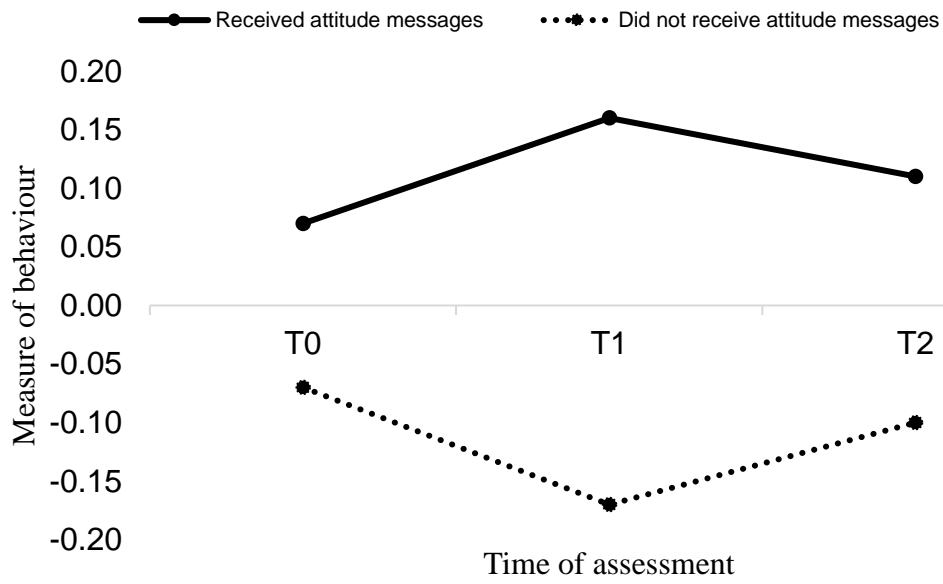 Received attitude messages
Did not receive attitude messages
0.20
0.15
0.10
0.05
0.00
-0.05
-0.10
-0.15
-0.20
Measure of behaviour
T0
T1
T2
Time of assessment